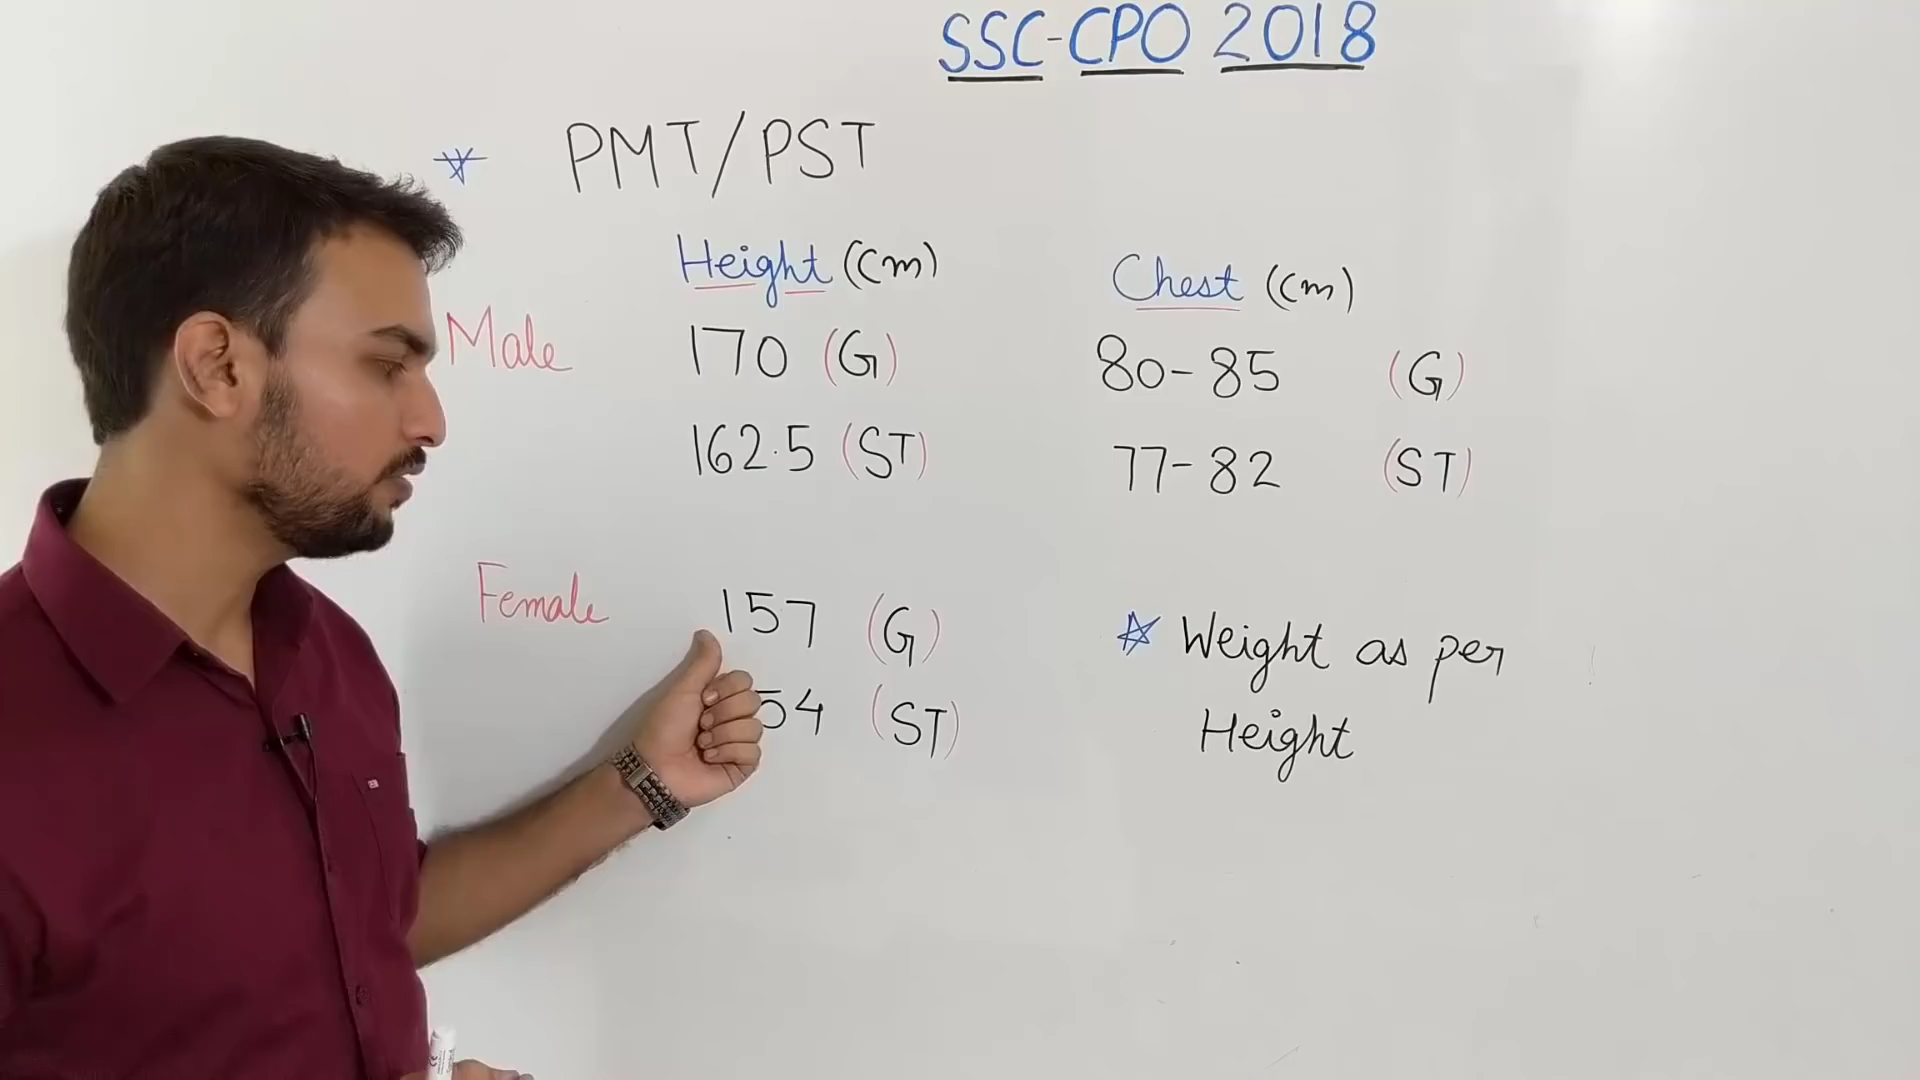 SSC-CPO 2018
PMT/PST
Height (cm)
Chest (cm)
Male
170 (G)
80-85 (G)
162.5 (ST)
77-82 (ST)
Female
157 (G)
54 (ST)
Weight as per
Height